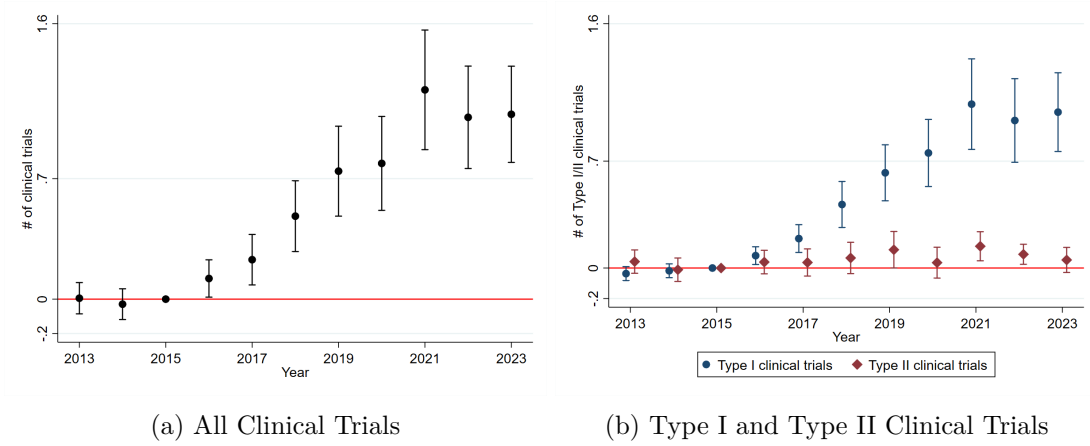 1.6
.7
0
-.2
# of clinical trials
2013
2015
2017
2019
2021
2023
Year
(a) All Clinical Trials
1.6
.7
0
-.2
# of Type I/II clinical trials
2013
2015
2017
2019
2021
2023
Year
Type I clinical trials
Type II clinical trials
(b) Type I and Type II Clinical Trials